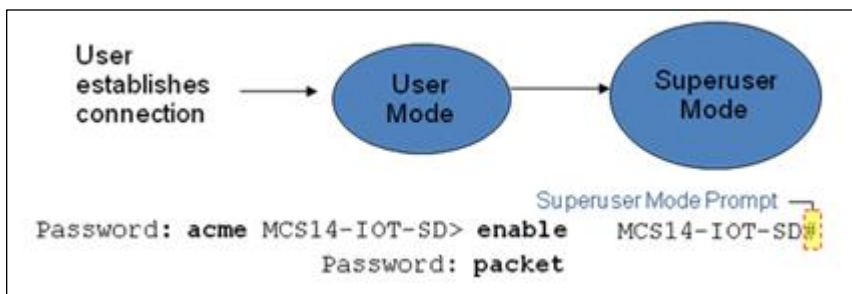 User
establishes
connection
User
Mode
Superuser
Mode
Superuser Mode Prompt
Password: acme MCS14-IOT-SD> enable
MCS14-IOT-SD#
Password: packet